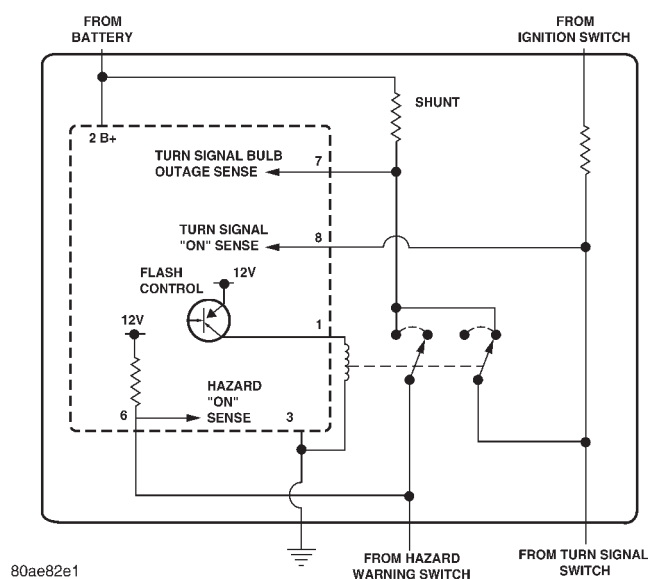 FROM
BATTERY
FROM
IGNITION SWITCH
SHUNT
2 B+
TURN SIGNAL BULB
OUTAGE SENSE
7
TURN SIGNAL
"ON" SENSE
8
FLASH
CONTROL
12V
12V
1
HAZARD
"ON"
SENSE
6
3
80ae82e1
FROM HAZARD
WARNING SWITCH
FROM TURN SIGNAL
SWITCH